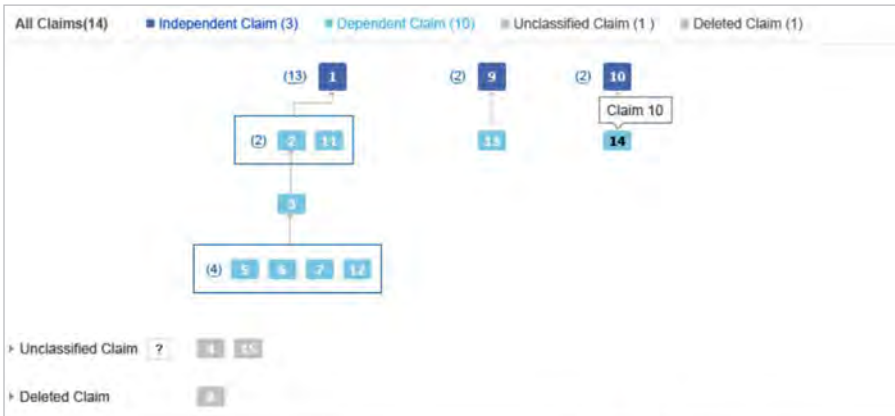 All Claims(14) Independent Claim (3) Dependent Claim (10) Unclassified Claim (1 ) Deleted Claim (1)
(13) 1 (2) 9 (2) 10
Claim 10
(2) 2 11 13 14
3
(4) 5 6 7 12
Unclassified Claim ? 4 15
Deleted Claim 8